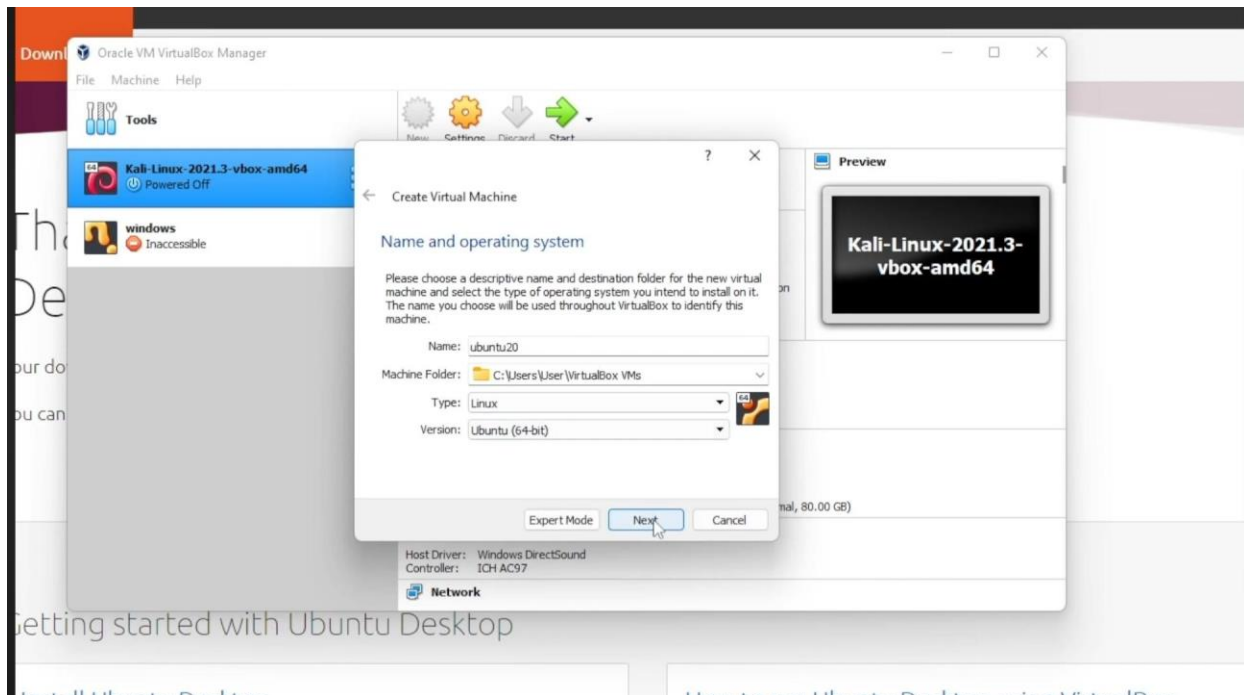 Downl
Oracle VM VirtualBox Manager
File Machine Help
Tools
New Settings Discard Start
Kali-Linux-2021.3-vbox-amd64
Powered Off
windows
Inaccessible
Preview
Kali-Linux-2021.3-
vbox-amd64
Create Virtual Machine
Name and operating system
Please choose a descriptive name and destination folder for the new virtual
machine and select the type of operating system you intend to install on it.
The name you choose will be used throughout VirtualBox to identify this
machine.
Name: ubuntu20
Machine Folder: C:\Users\User\VirtualBox VMs
Type: Linux
Version: Ubuntu (64-bit)
Expert Mode Next Cancel
mal, 80.00 GB)
Host Driver: Windows DirectSound
Controller: ICH AC97
Network
Tha
De
our do
ou can
Getting started with Ubuntu Desktop